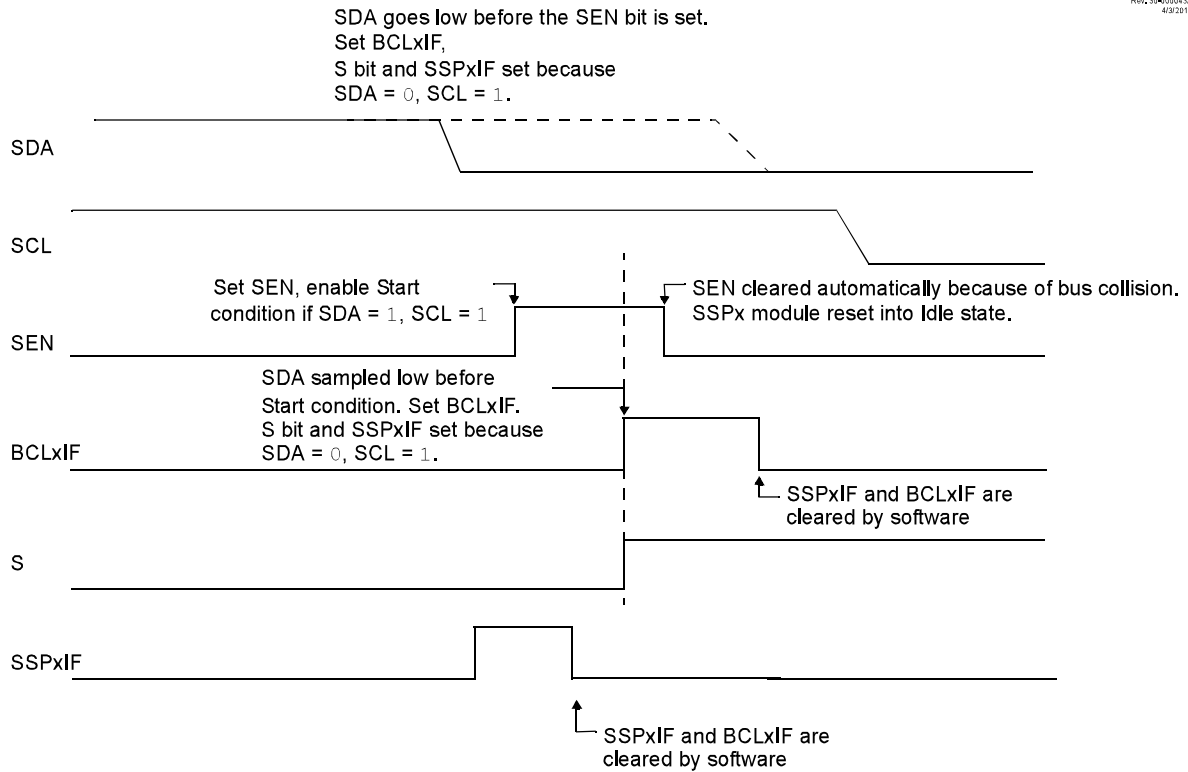 SDA goes low before the SEN bit is set.
Set BCLxIF,
S bit and SSPxIF set because
SDA = 0, SCL = 1.
SDA
SCL
Set SEN, enable Start
condition if SDA = 1, SCL = 1
SEN cleared automatically because of bus collision.
SSPx module reset into Idle state.
SEN
SDA sampled low before
Start condition. Set BCLxIF.
S bit and SSPxIF set because
SDA = 0, SCL = 1.
BCLxIF
SSPxIF and BCLxIF are
cleared by software
S
SSPxIF
SSPxIF and BCLxIF are
cleared by software